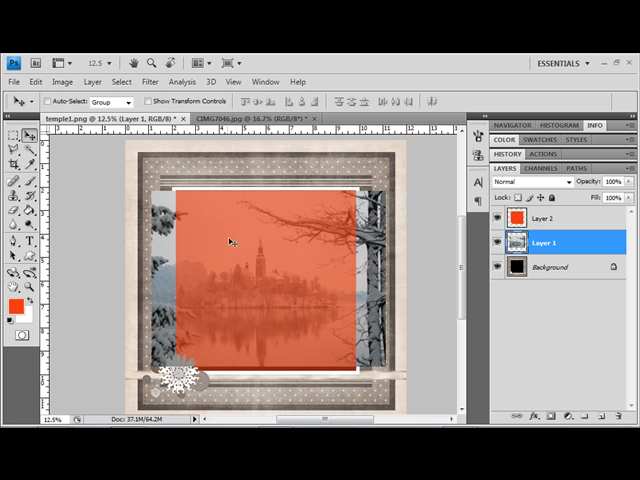 Ps Br 12.5 ESSENTIALS
File Edit Image Layer Select Filter Analysis 3D View Window Help
Auto-Select: Group Show Transform Controls
temple1.png @ 12.5% (Layer 1, RGB/8) * × CIMG7046.jpg @ 16.7% (RGB/8*) * ×
NAVIGATOR HISTOGRAM INFO
COLOR SWATCHES STYLES
HISTORY ACTIONS
LAYERS CHANNELS PATHS
Normal Opacity: 100%
Lock: Fill: 100%
Layer 2
Layer 1
Background
12.5% Doc: 37.1M/64.2M